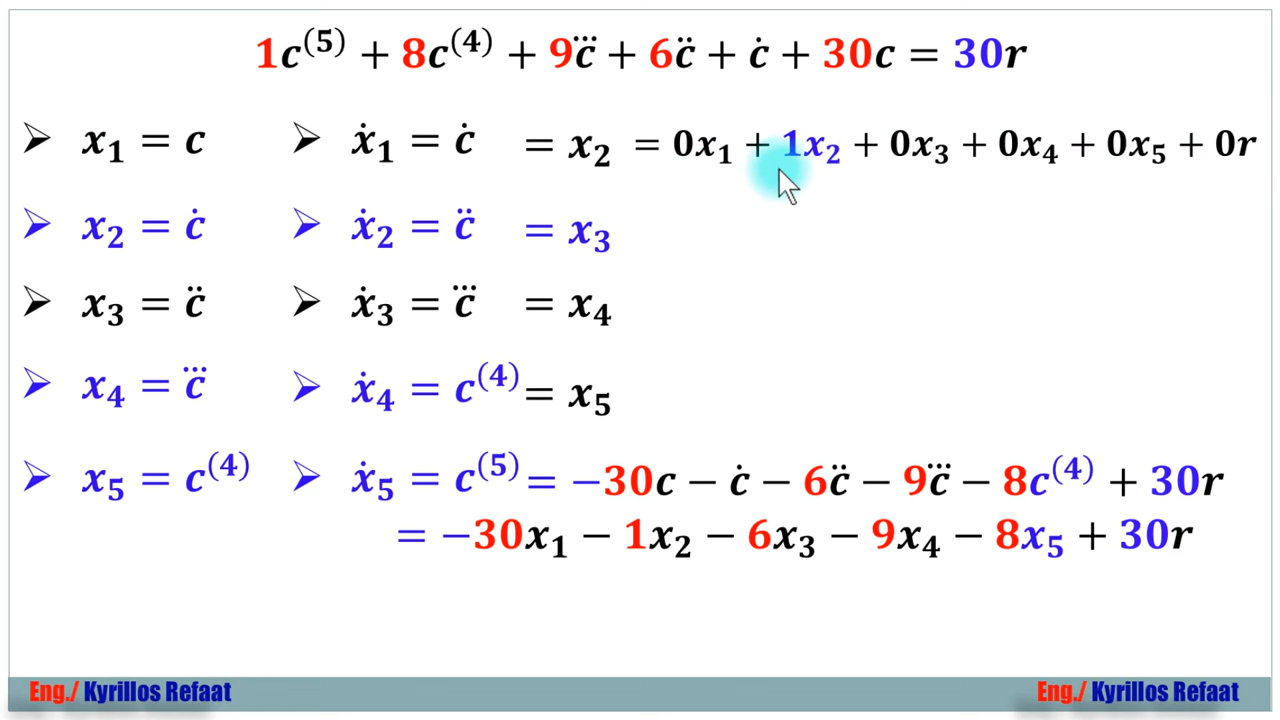 1c⁽⁵⁾ + 8c⁽⁴⁾ + 9c⃛ + 6c̈ + ċ + 30c = 30r
➢ x₁ = c ➢ ẋ₁ = ċ = x₂ = 0x₁ + 1x₂ + 0x₃ + 0x₄ + 0x₅ + 0r
➢ x₂ = ċ ➢ ẋ₂ = c̈ = x₃
➢ x₃ = c̈ ➢ ẋ₃ = c⃛ = x₄
➢ x₄ = c⃛ ➢ ẋ₄ = c⁽⁴⁾ = x₅
➢ x₅ = c⁽⁴⁾ ➢ ẋ₅ = c⁽⁵⁾ = −30c − ċ − 6c̈ − 9c⃛ − 8c⁽⁴⁾ + 30r
= −30x₁ − 1x₂ − 6x₃ − 9x₄ − 8x₅ + 30r
Eng./ Kyrillos Refaat Eng./ Kyrillos Refaat